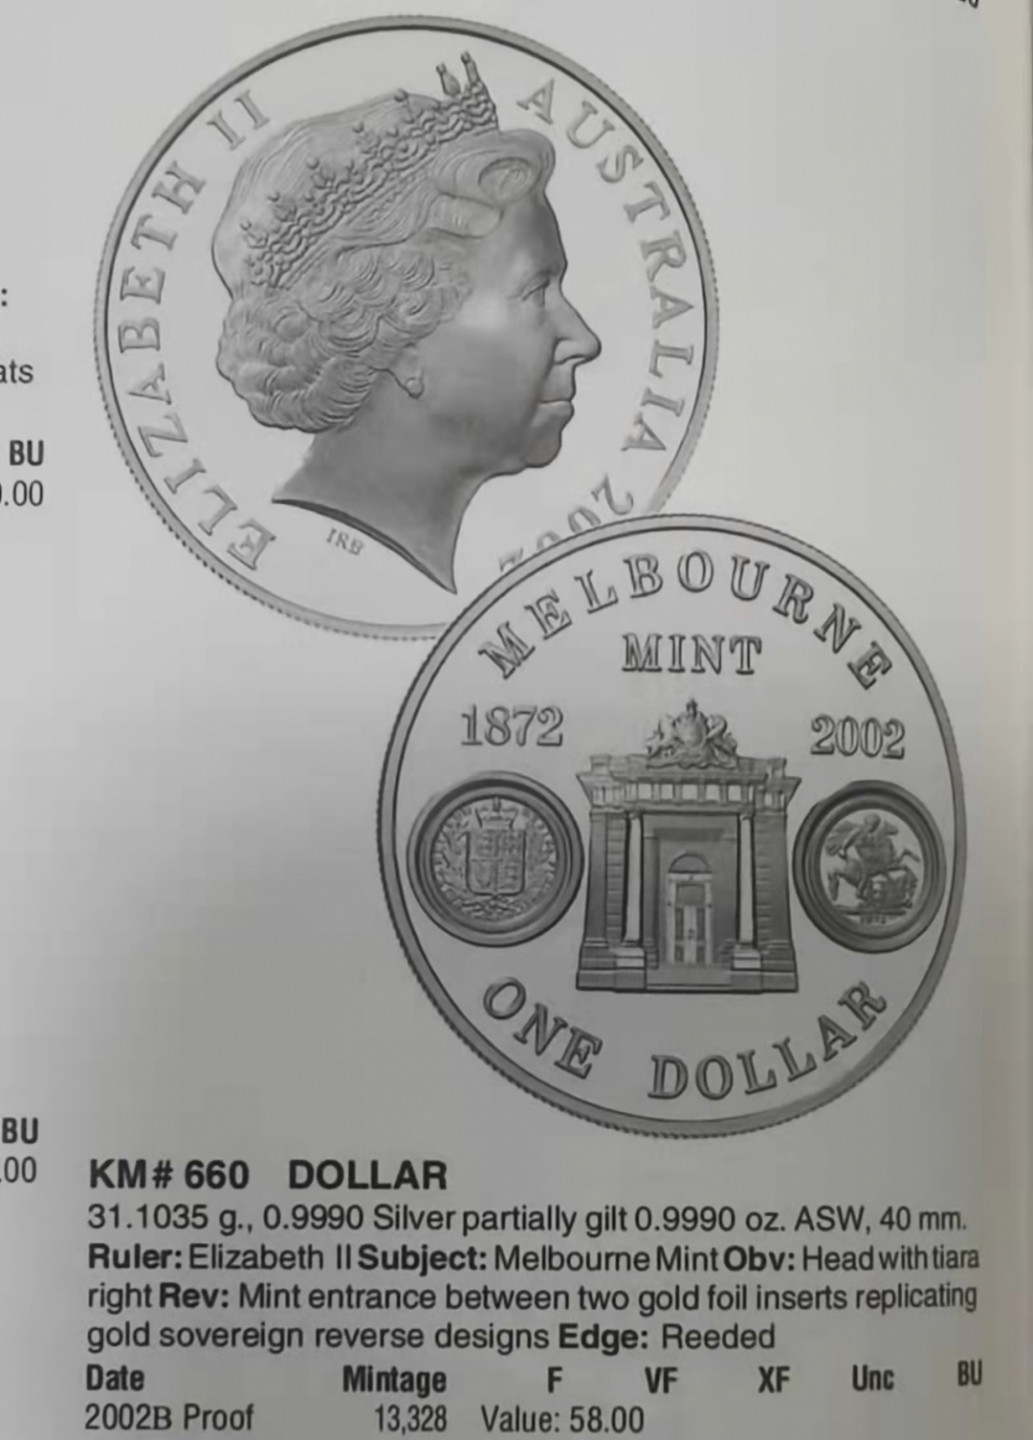 ELIZABETH II AUSTRALIA 2002
IRB
MELBOURNE
MINT
1872 2002
ONE DOLLAR
:
ats
BU
.00
BU
.00
KM# 660 DOLLAR
31.1035 g., 0.9990 Silver partially gilt 0.9990 oz. ASW, 40 mm.
Ruler: Elizabeth II Subject: Melbourne Mint Obv: Head with tiara
right Rev: Mint entrance between two gold foil inserts replicating
gold sovereign reverse designs Edge: Reeded
Date Mintage F VF XF Unc BU
2002B Proof 13,328 Value: 58.00